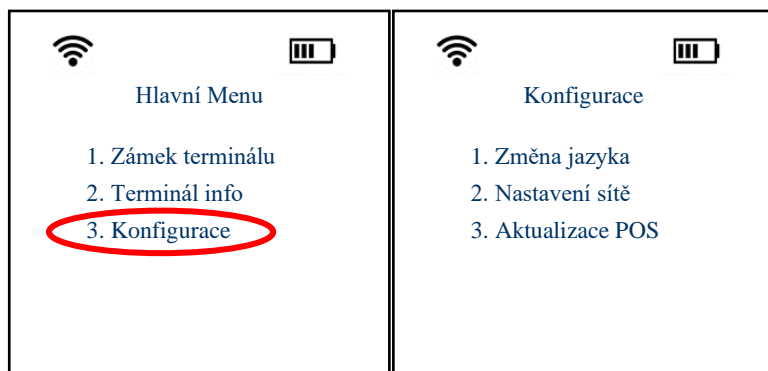 Hlavní Menu
1. Zámek terminálu
2. Terminál info
3. Konfigurace
Konfigurace
1. Změna jazyka
2. Nastavení sítě
3. Aktualizace POS